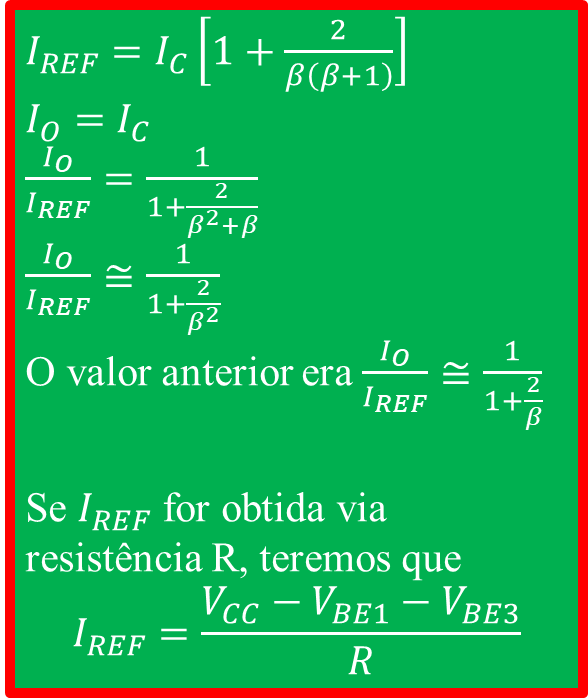 I_REF = I_C [1 + 2/(β(β+1))]
I_O = I_C
I_O/I_REF = 1/(1+2/(β²+β))
I_O/I_REF ≅ 1/(1+2/β²)
O valor anterior era I_O/I_REF ≅ 1/(1+2/β)
Se I_REF for obtida via
resistência R, teremos que
I_REF = (V_CC − V_BE1 − V_BE3)/R